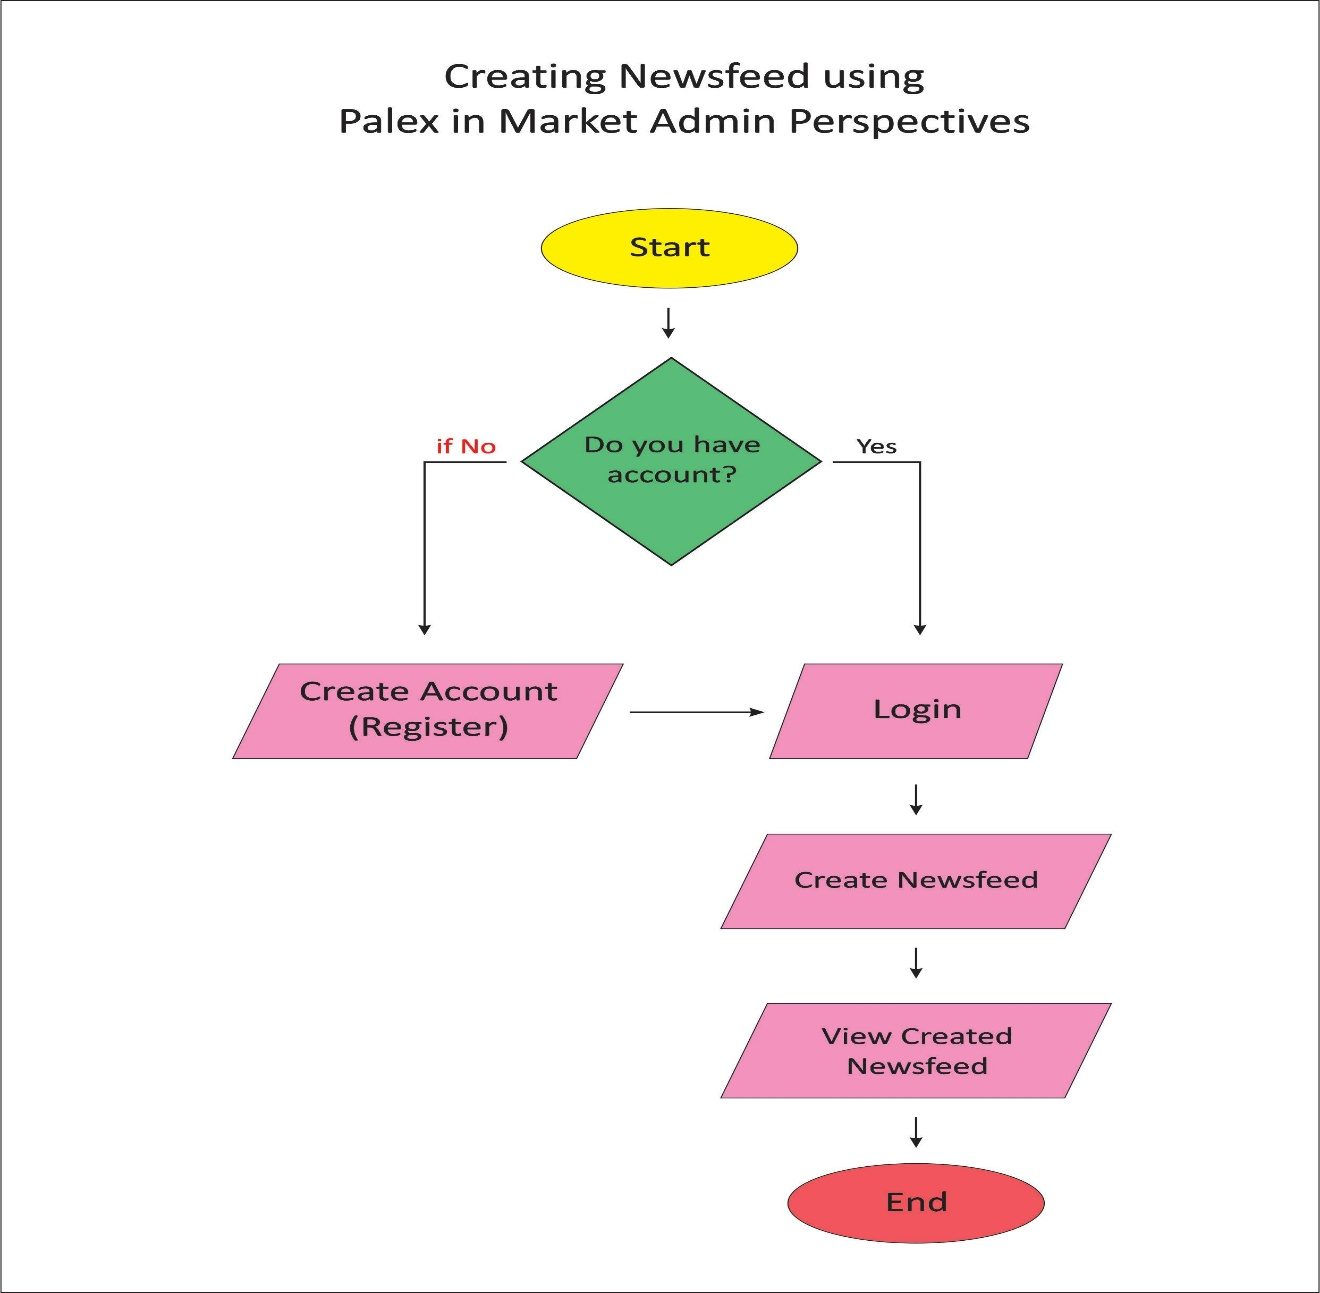 Creating Newsfeed using
Palex in Market Admin Perspectives
Start
Do you have
account?
if No
Yes
Create Account
(Register)
Login
Create Newsfeed
View Created
Newsfeed
End